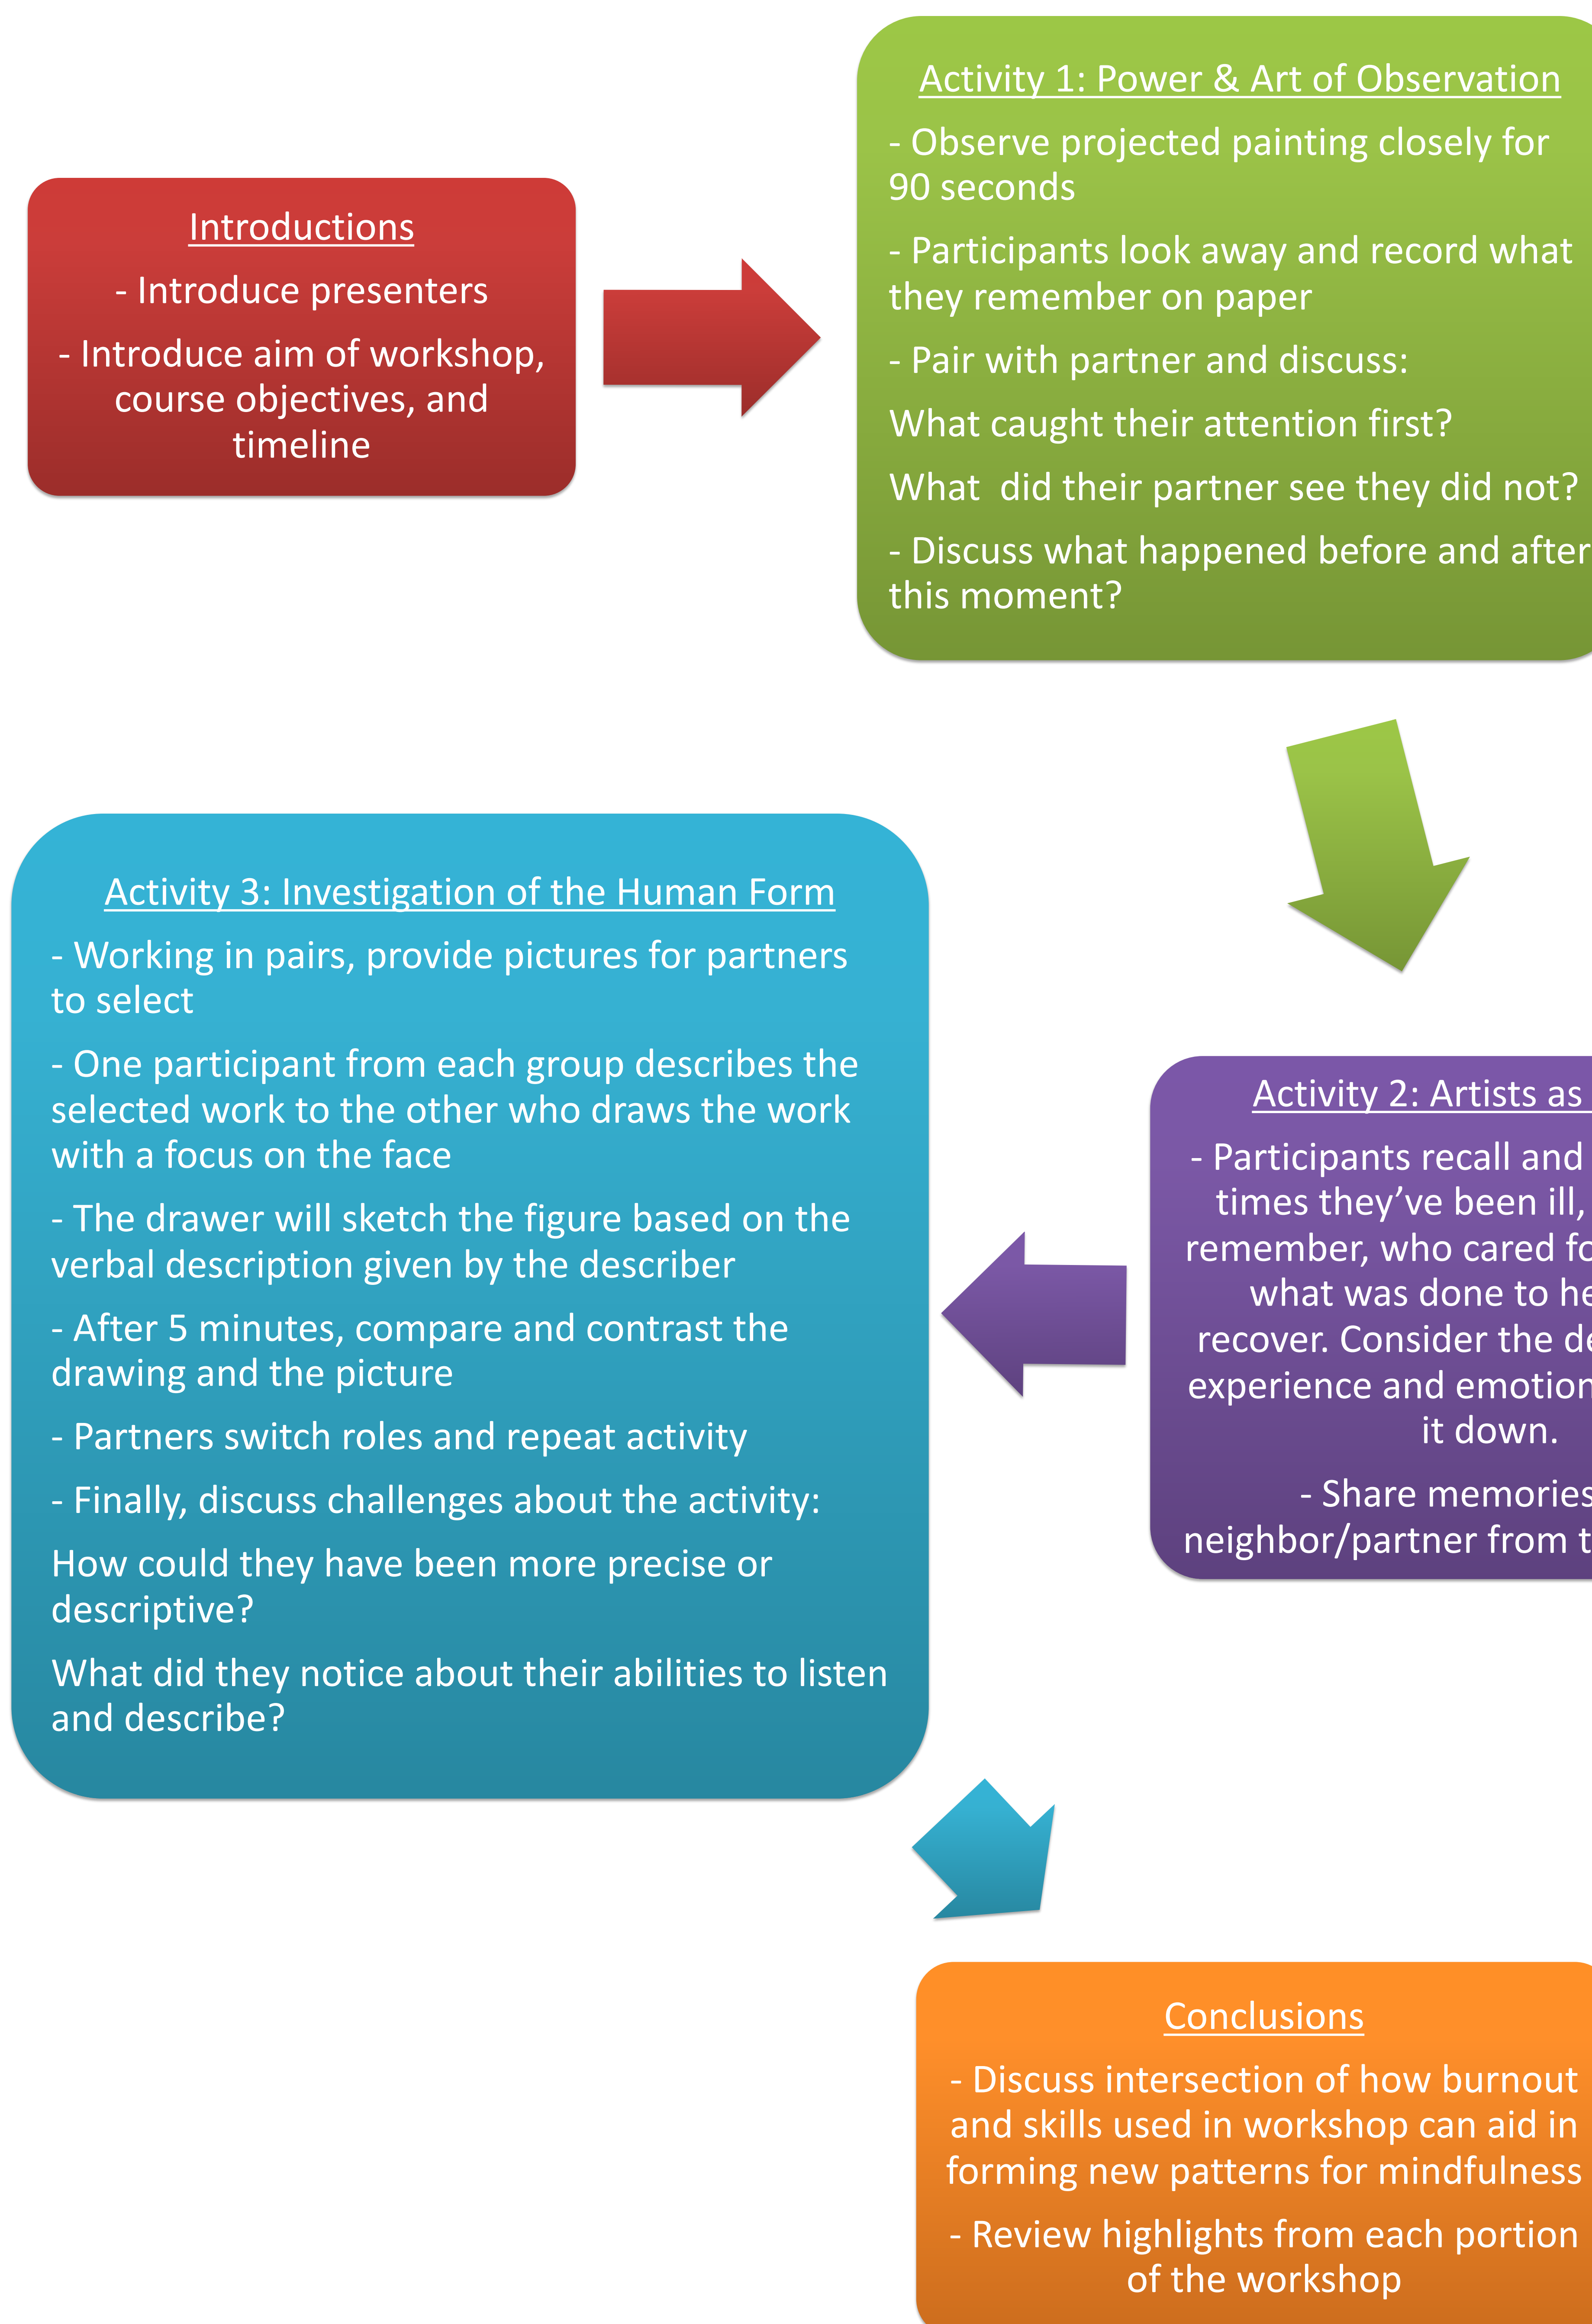 Introductions
- Introduce presenters
- Introduce aim of workshop,
course objectives, and
timeline
Activity 1: Power & Art of Observation
- Observe projected painting closely for
90 seconds
- Participants look away and record what
they remember on paper
- Pair with partner and discuss:
What caught their attention first?
What  did their partner see they did not?
- Discuss what happened before and after
this moment?
Activity 2: Artists as
- Participants recall and
times they’ve been ill,
remember, who cared
what was done to
recover. Consider the
experience and
it down.
- Share memories
neighbor/partner from
Activity 3: Investigation of the Human Form
- Working in pairs, provide pictures for partners
to select
- One participant from each group describes the
selected work to the other who draws the work
with a focus on the face
- The drawer will sketch the figure based on the
verbal description given by the describer
- After 5 minutes, compare and contrast the
drawing and the picture
- Partners switch roles and repeat activity
- Finally, discuss challenges about the activity:
How could they have been more precise or
descriptive?
What did they notice about their abilities to listen
and describe?
Conclusions
- Discuss intersection of how burnout
and skills used in workshop can aid in
forming new patterns for mindfulness
- Review highlights from each portion
of the workshop